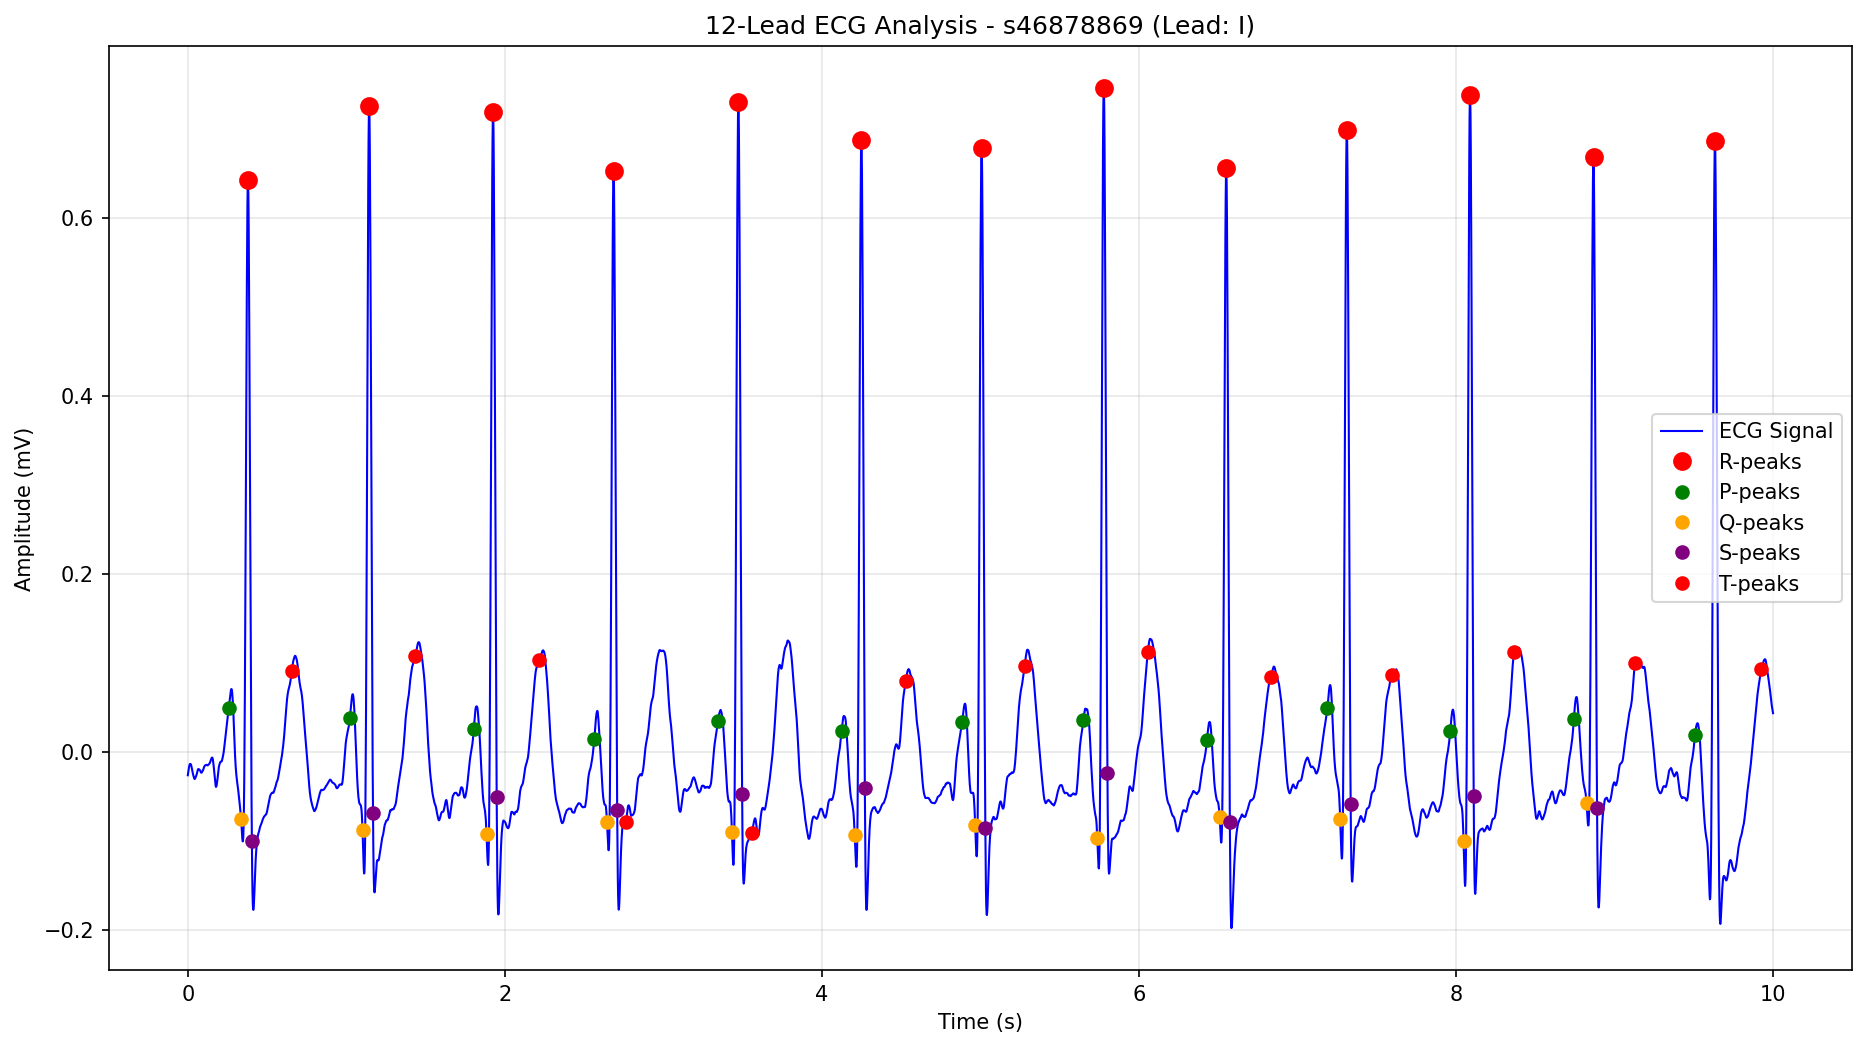 12-Lead ECG Analysis - s46878869 (Lead: I)
Amplitude (mV)
0.6
0.4
0.2
0.0
−0.2
ECG Signal
R-peaks
P-peaks
Q-peaks
S-peaks
T-peaks
0 2 4 6 8 10
Time (s)